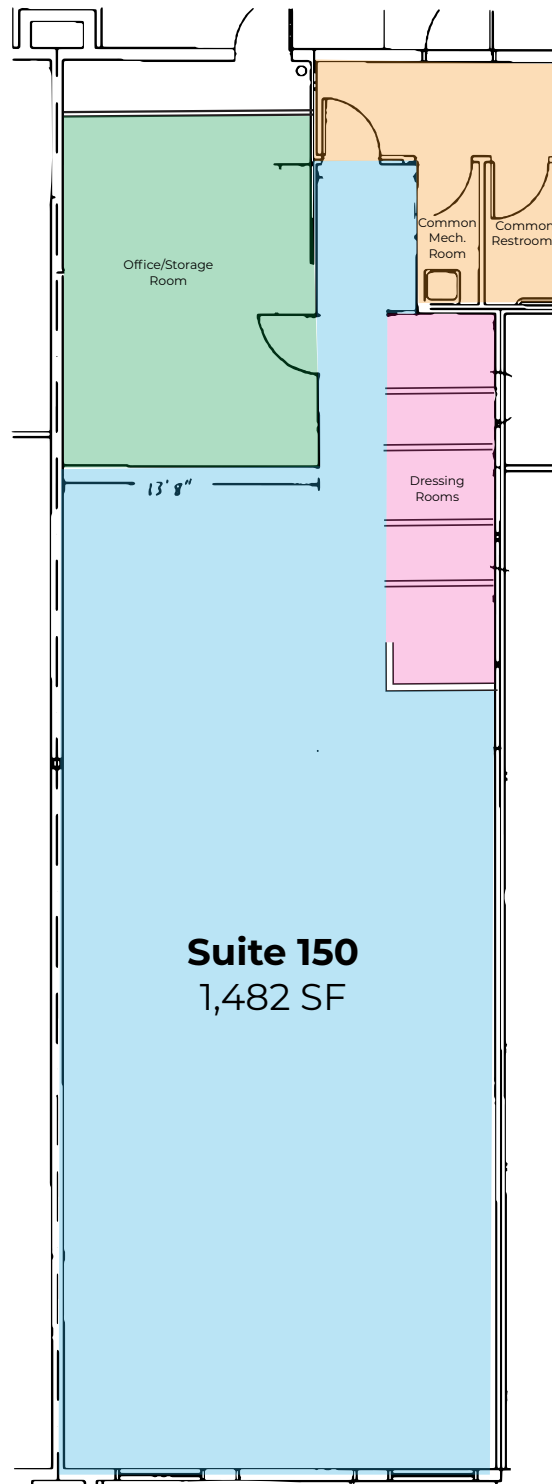 Common
Mech.
Room
Common
Restroom
Office/Storage
Room
Dressing
Rooms
13' 8"
Suite 150
1,482 SF